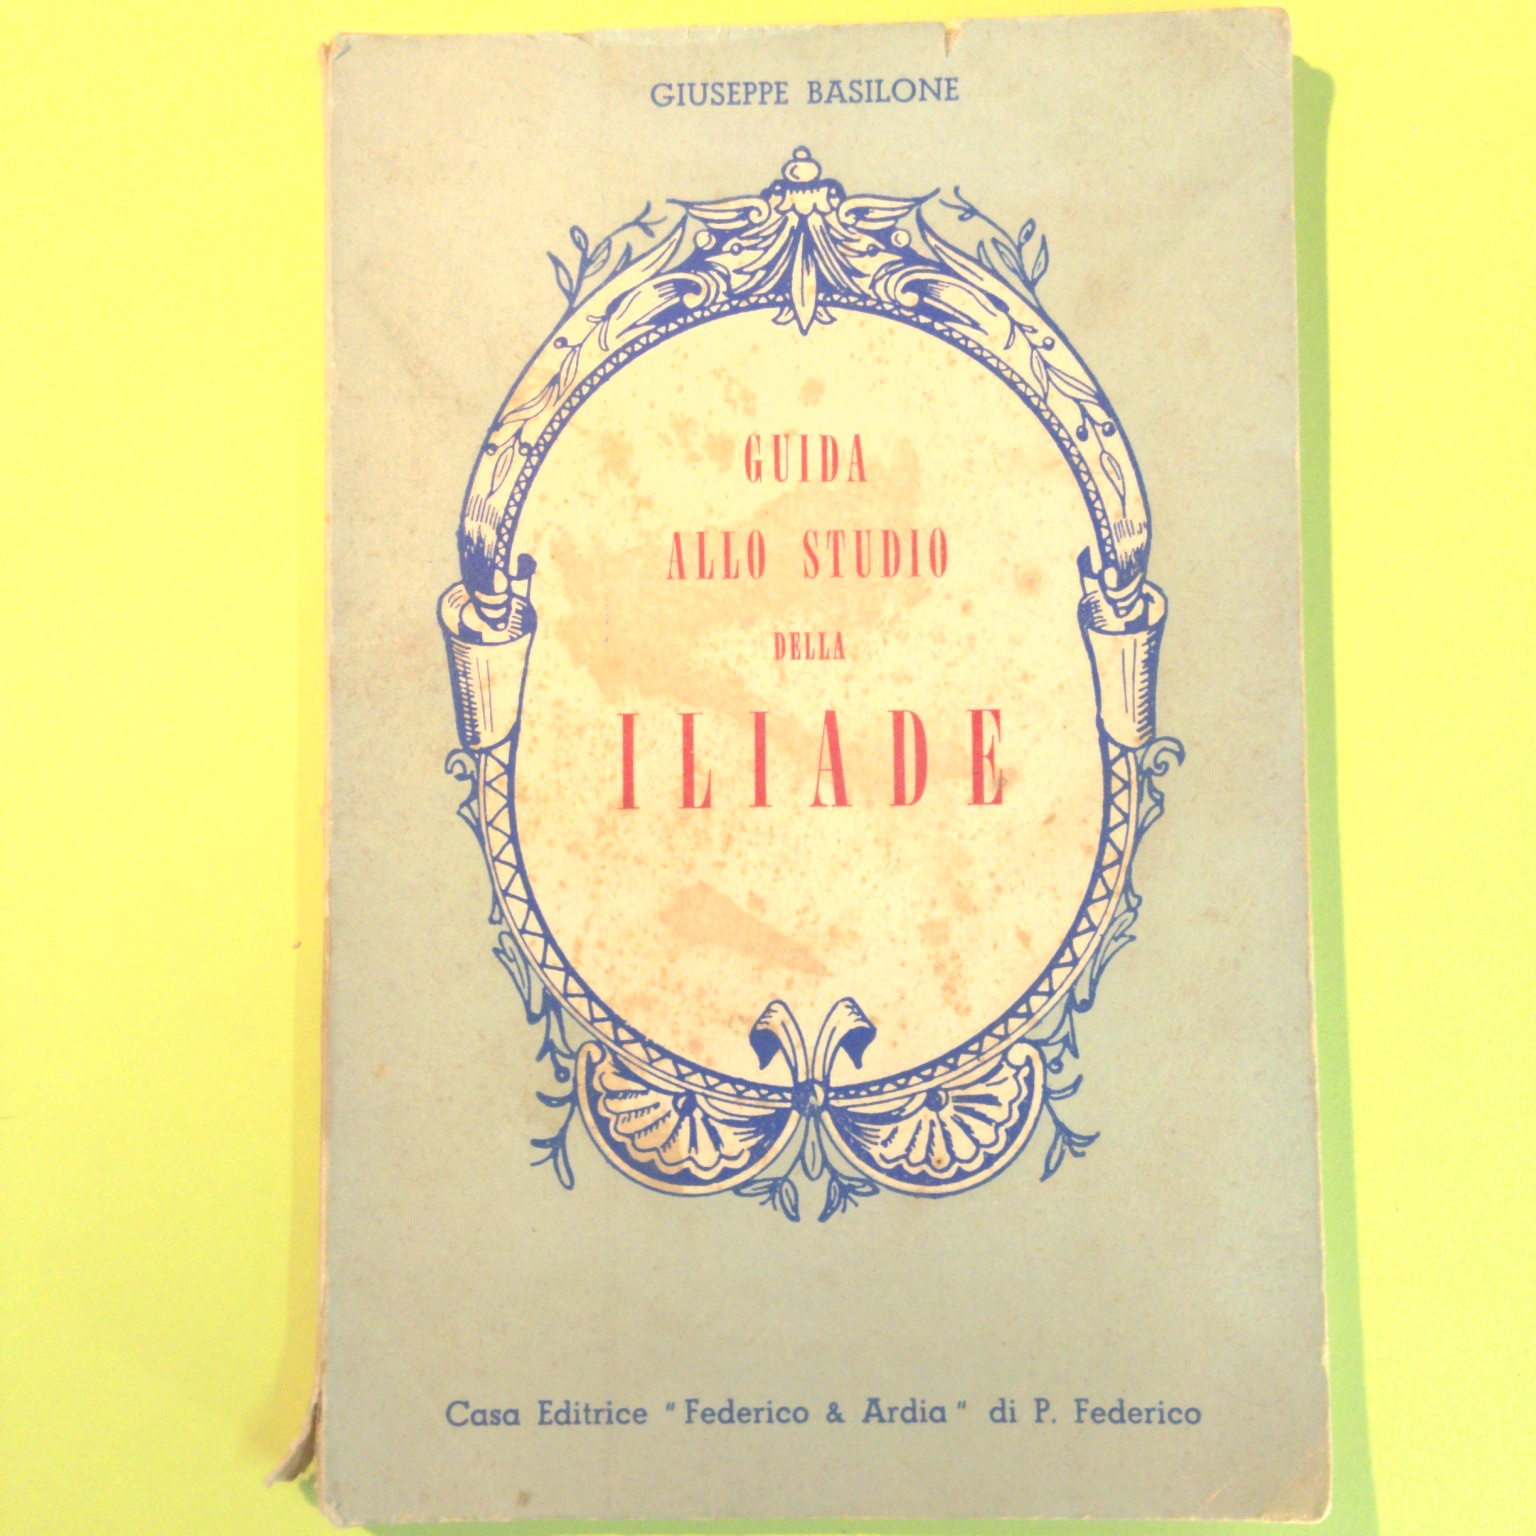 GIUSEPPE BASILONE
GUIDA
ALLO STUDIO
DELLA
ILIADE
Casa Editrice "Federico & Ardia" di P. Federico